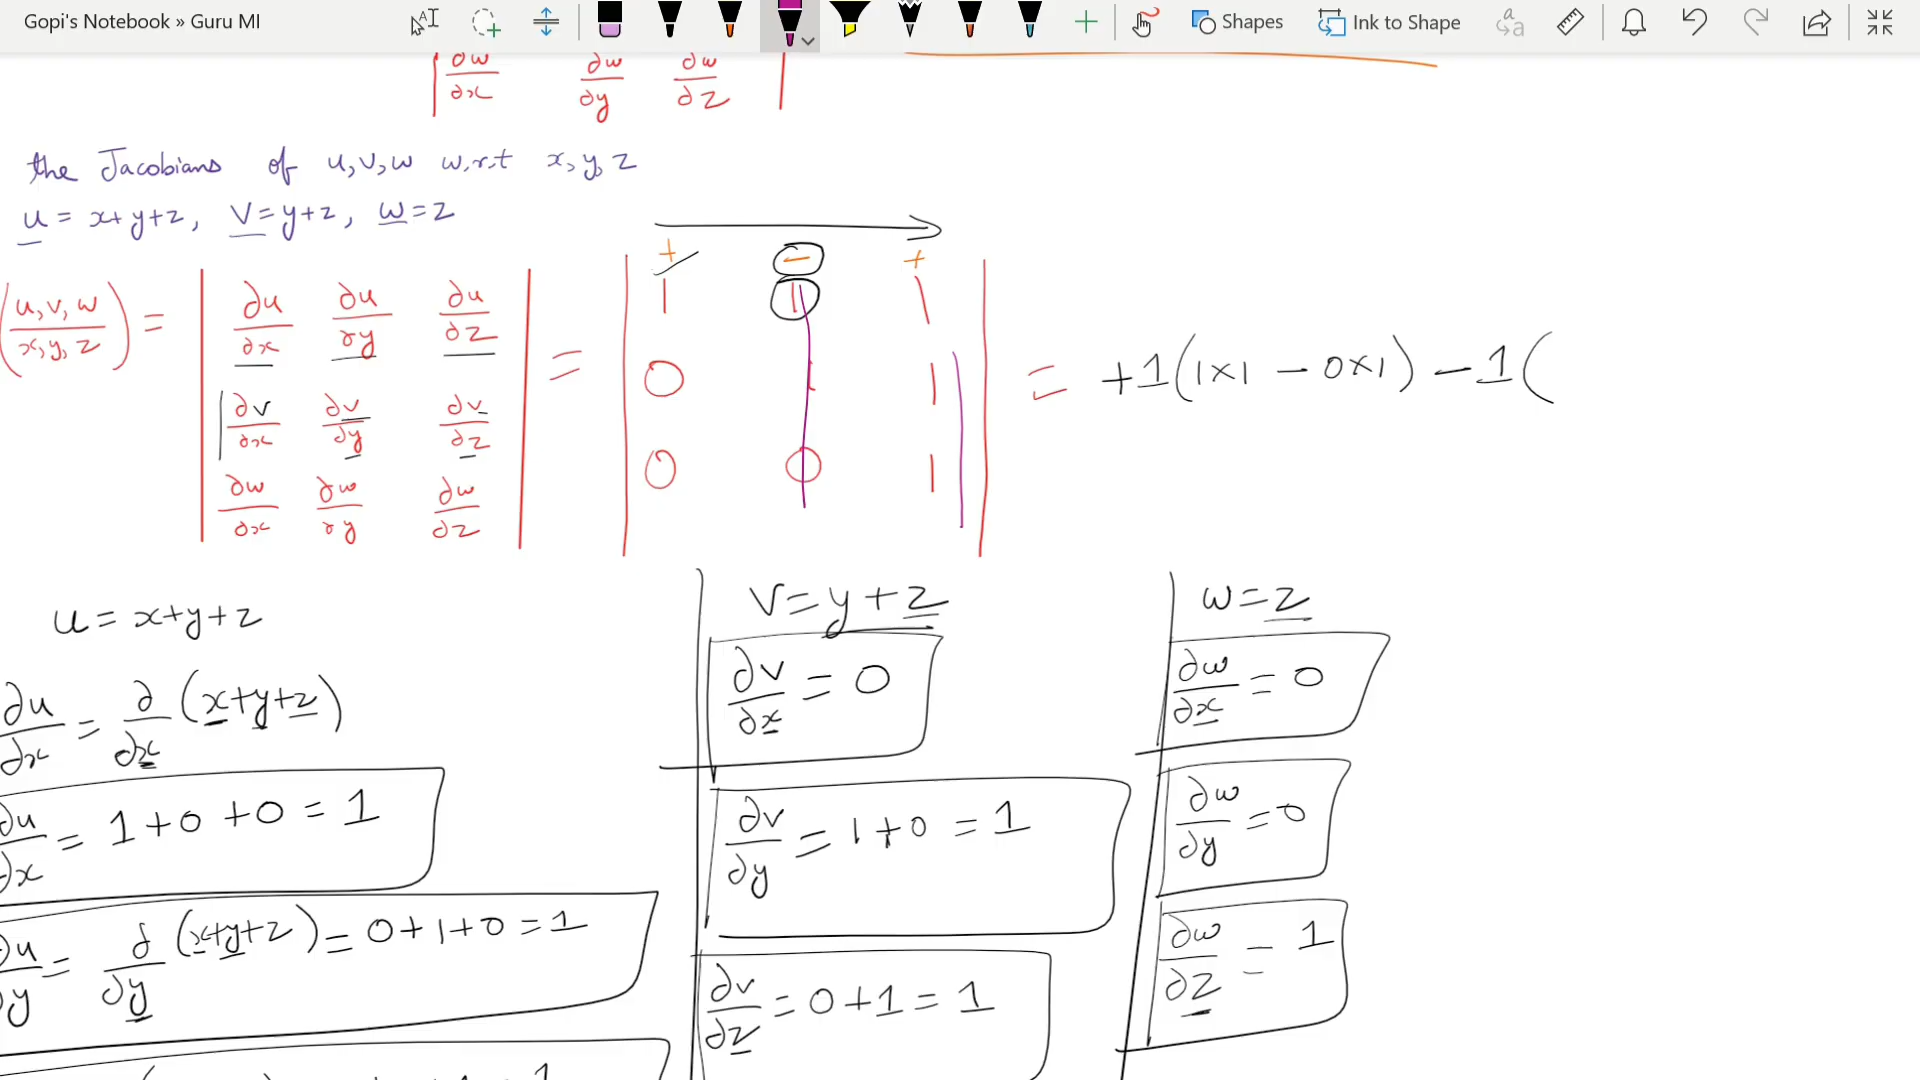 Gopi's Notebook » Guru MI
Shapes
Ink to Shape
∂w/∂x ∂w/∂y ∂w/∂z
the Jacobians of u,v,w w.r.t x,y,z
u = x+y+z, V=y+z, w=z
+ - +
(u,v,w / x,y,z) = | ∂u/∂x ∂u/∂y ∂u/∂z | = | 1 1 1 |
∂v/∂x ∂v/∂y ∂v/∂z | 0 1 1 | = +1(1×1 - 0×1) - 1(
∂w/∂x ∂w/∂y ∂w/∂z | 0 0 1 |
u = x+y+z
∂u/∂x = ∂/∂x (x+y+z)
∂u/∂x = 1+0+0 = 1
∂u/∂y = ∂/∂y (x+y+z) = 0+1+0 = 1
V=y+z
∂v/∂x = 0
∂v/∂y = 1+0 = 1
∂v/∂z = 0+1 = 1
w=z
∂w/∂x = 0
∂w/∂y = 0
∂w/∂z = 1